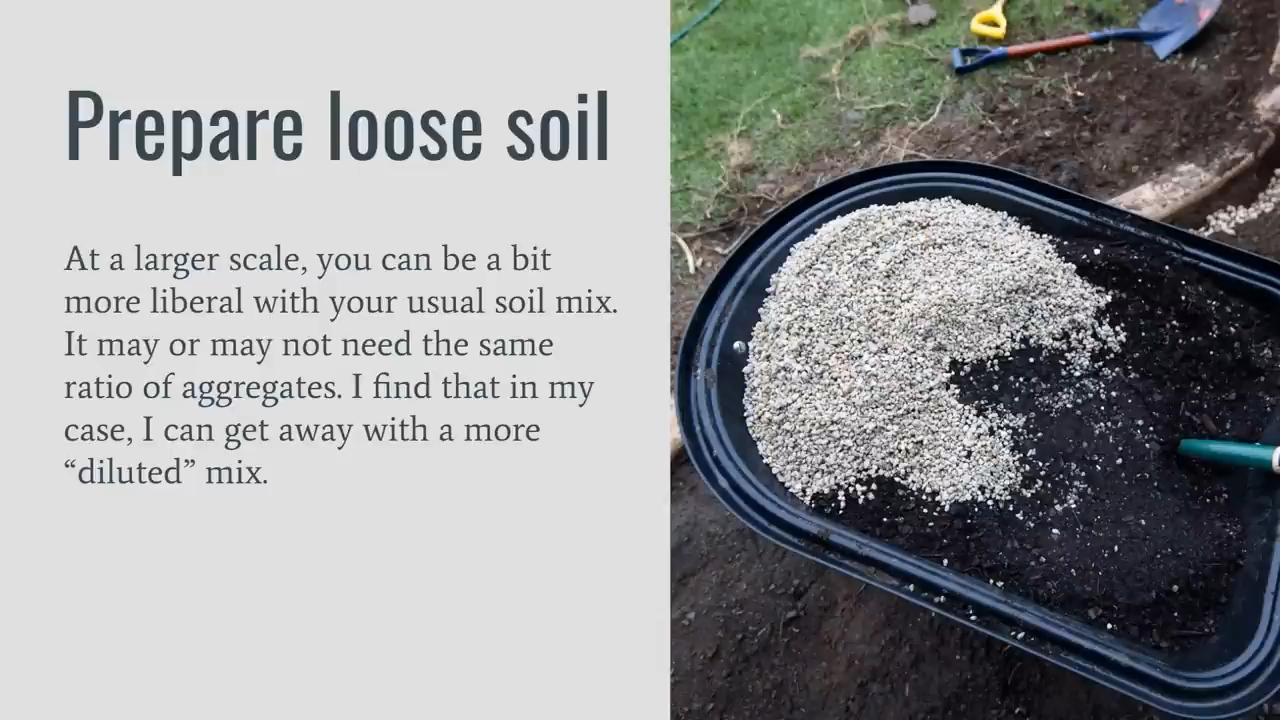 Prepare loose soil
At a larger scale, you can be a bit
more liberal with your usual soil mix.
It may or may not need the same
ratio of aggregates. I find that in my
case, I can get away with a more
“diluted” mix.